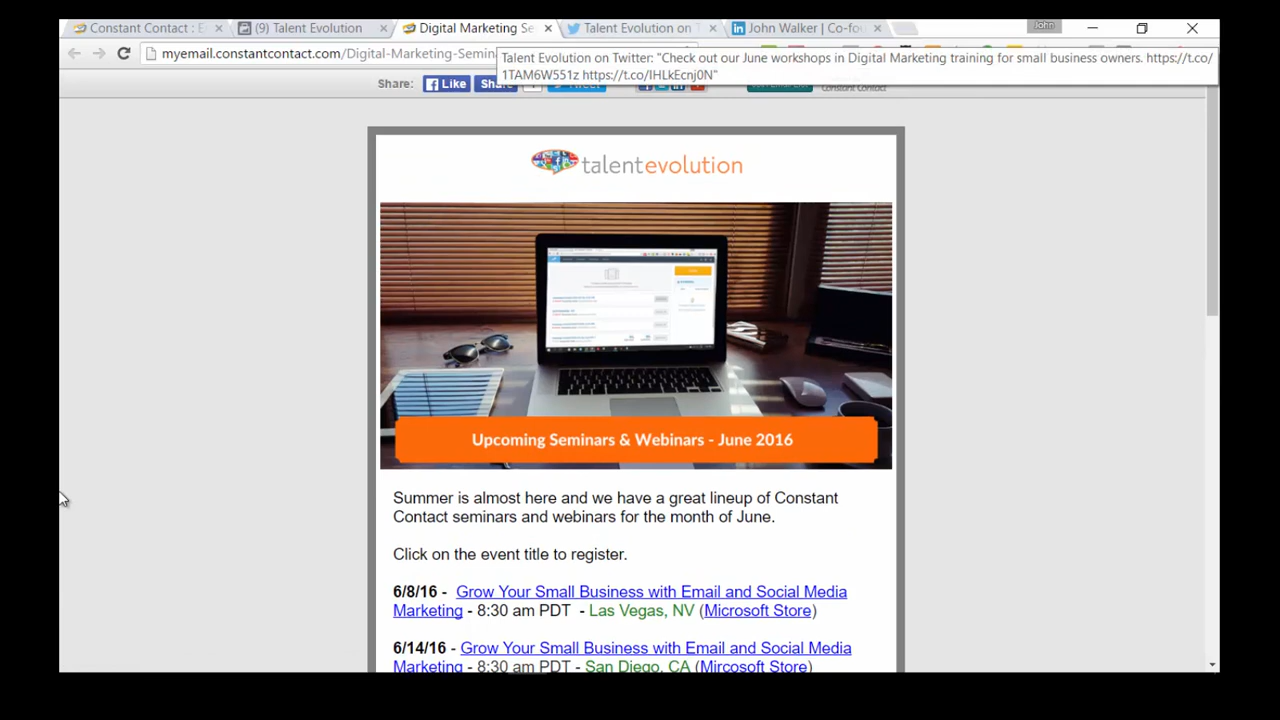 Constant Contact : E
(9) Talent Evolution
Digital Marketing Se
Talent Evolution on T
John Walker | Co-fou
John
myemail.constantcontact.com/Digital-Marketing-Semin
Talent Evolution on Twitter: "Check out our June workshops in Digital Marketing training for small business owners. https://t.co/
1TAM6W551z https://t.co/IHLkEcnj0N"
Share:
Like
Share
Tweet
Constant Contact
talentevolution
Upcoming Seminars & Webinars - June 2016
Summer is almost here and we have a great lineup of Constant
Contact seminars and webinars for the month of June.
Click on the event title to register.
6/8/16 - Grow Your Small Business with Email and Social Media
Marketing - 8:30 am PDT - Las Vegas, NV (Microsoft Store)
6/14/16 - Grow Your Small Business with Email and Social Media
Marketing - 8:30 am PDT - San Diego, CA (Mircosoft Store)